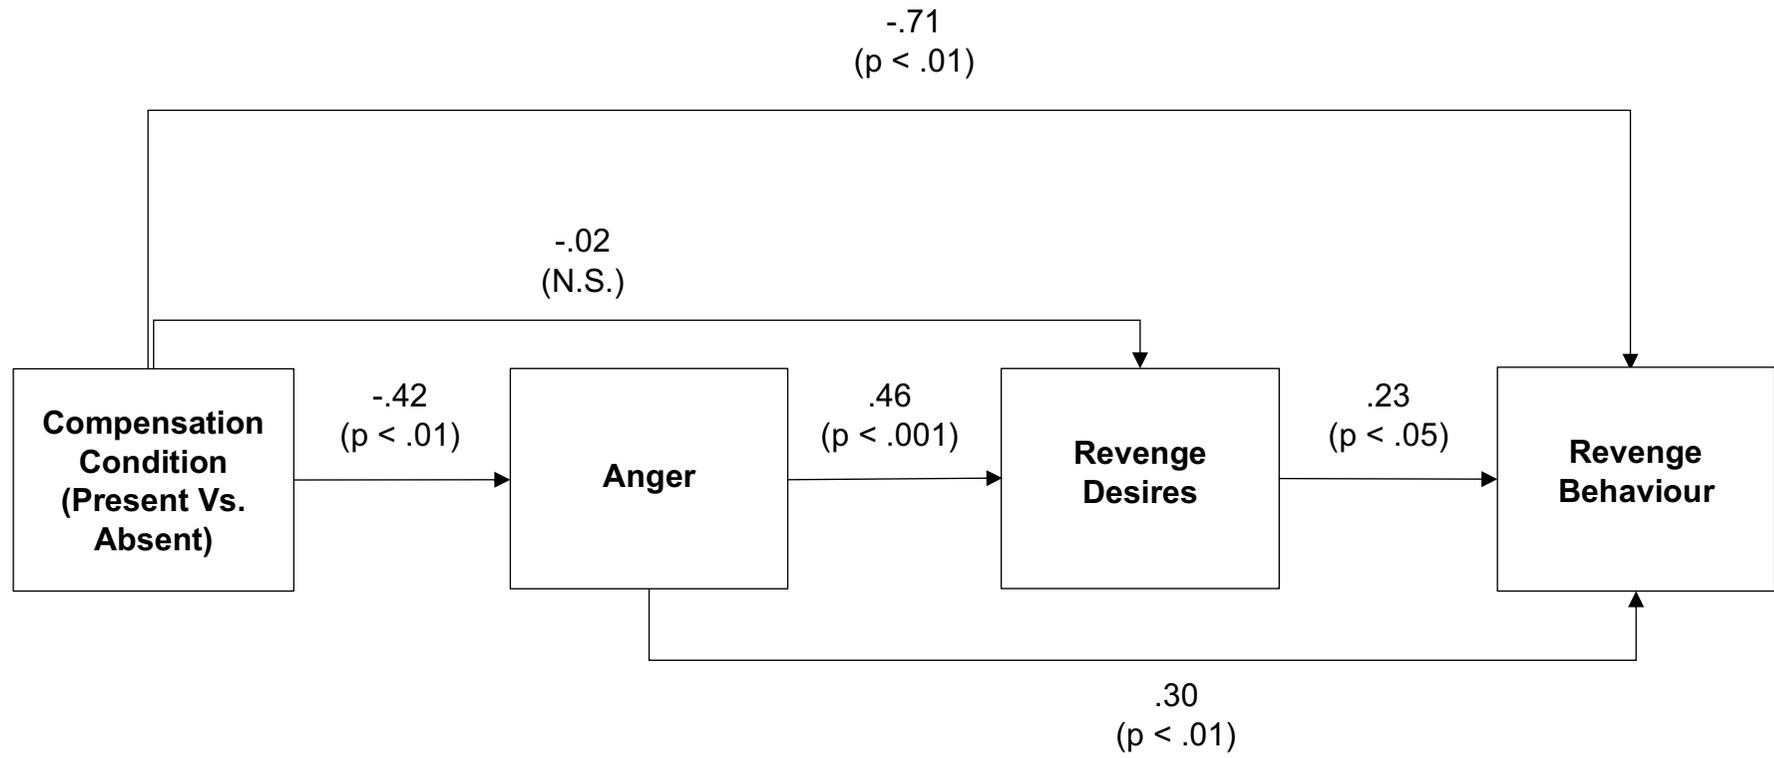 -.71
(p < .01)
-.02
(N.S.)
Compensation
Condition
(Present Vs.
Absent)
-.42
(p < .01)
Anger
.46
(p < .001)
Revenge
Desires
.23
(p < .05)
Revenge
Behaviour
.30
(p < .01)